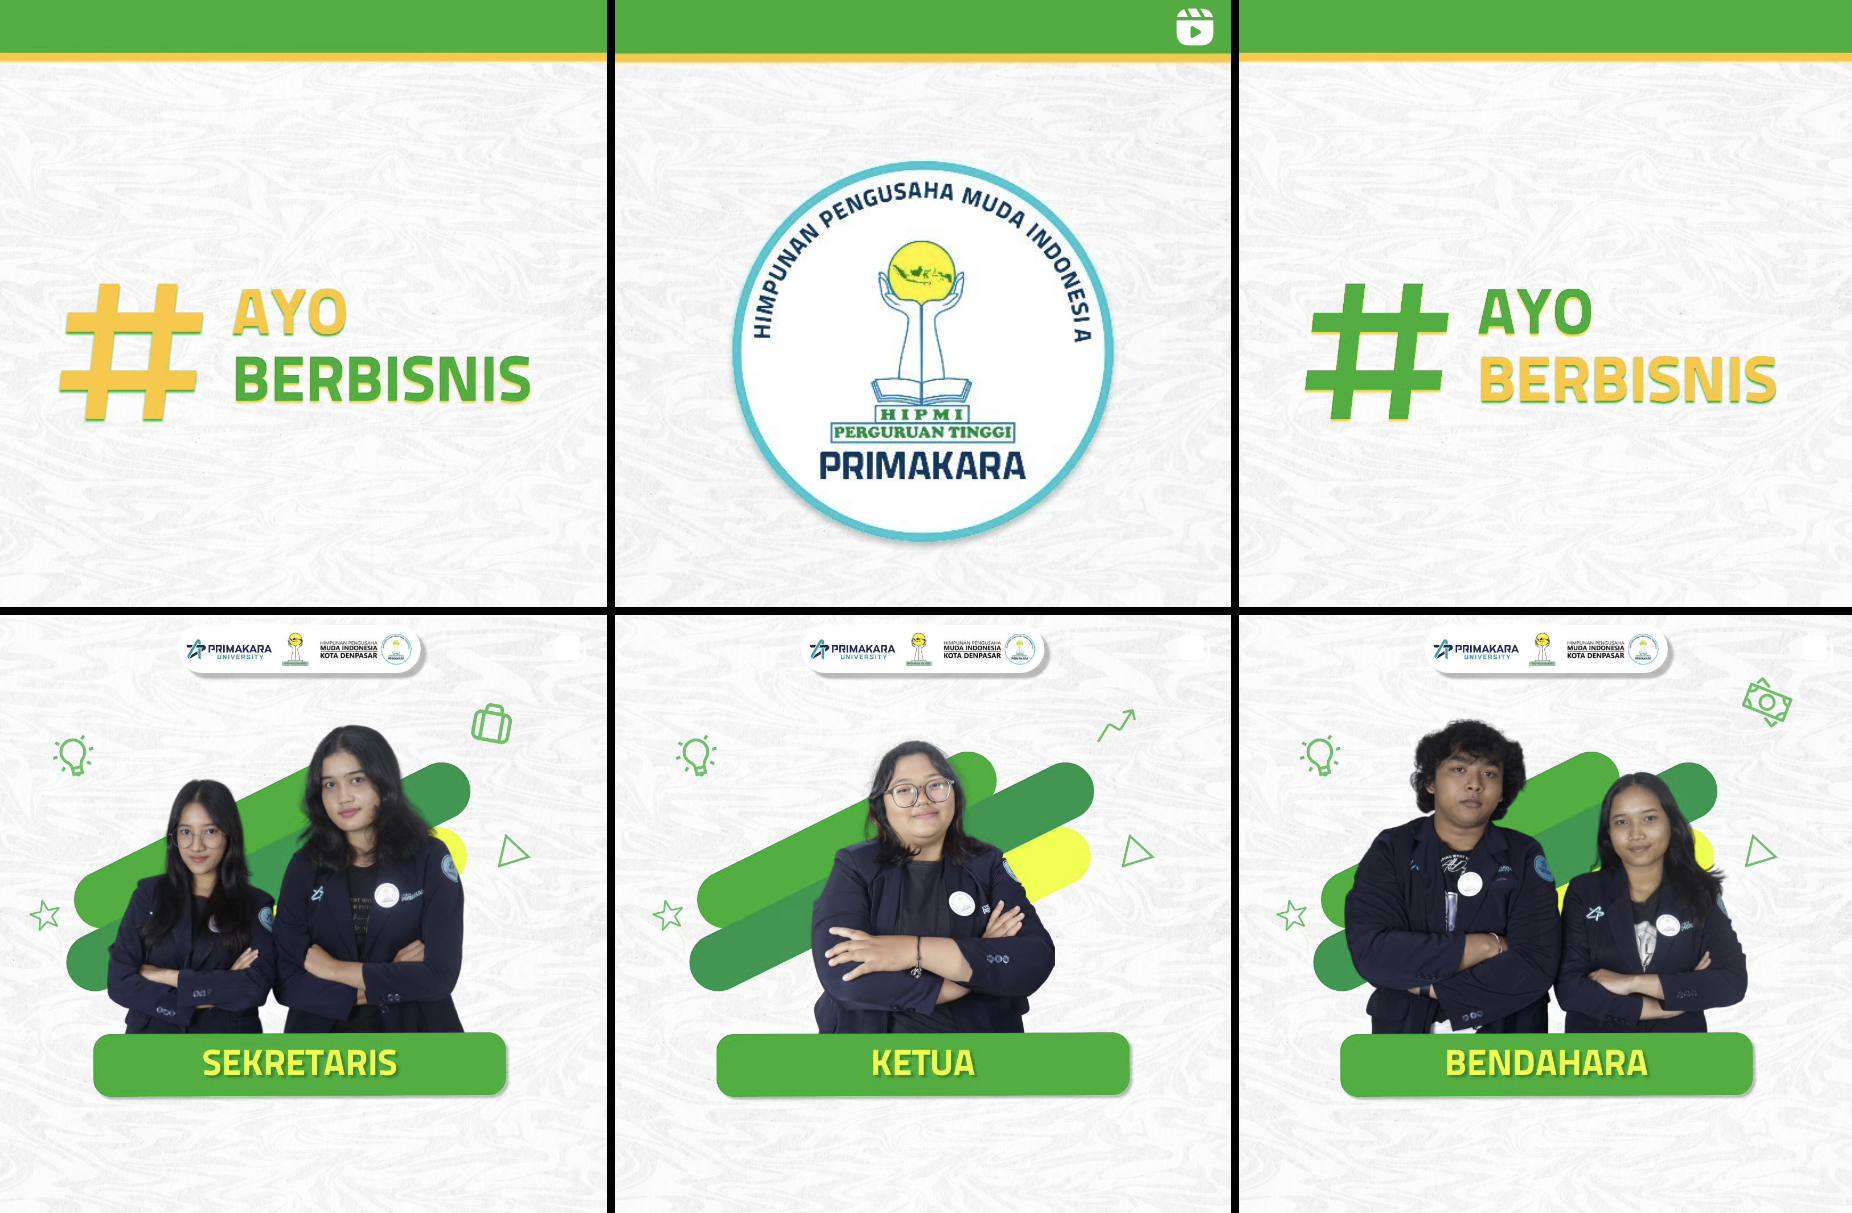 # AYO
BERBISNIS
HIMPUNAN PENGUSAHA MUDA INDONESI A
HIPMI
PERGURUAN TINGGI
PRIMAKARA
# AYO
BERBISNIS
PRIMAKARA
UNIVERSITY
HIMPUNAN PENGUSAHA
MUDA INDONESIA
KOTA DENPASAR
SEKRETARIS
PRIMAKARA
UNIVERSITY
HIMPUNAN PENGUSAHA
MUDA INDONESIA
KOTA DENPASAR
KETUA
PRIMAKARA
UNIVERSITY
HIMPUNAN PENGUSAHA
MUDA INDONESIA
KOTA DENPASAR
BENDAHARA